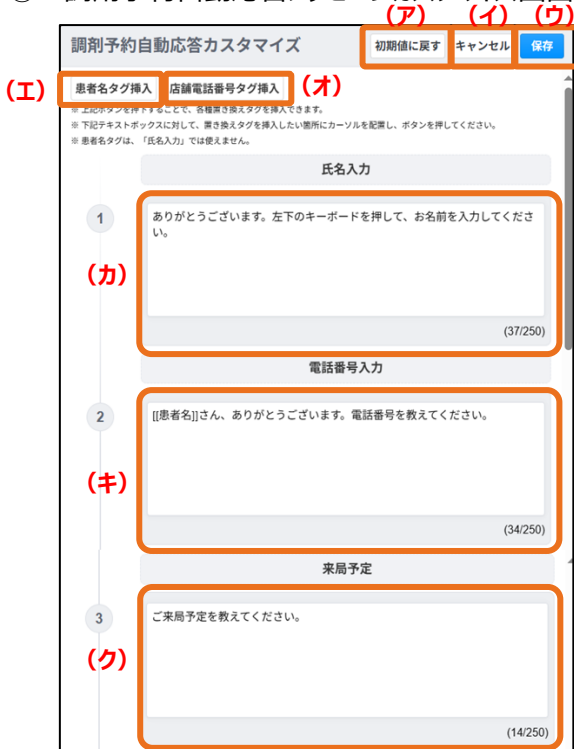 (ア) (イ) (ウ)
調剤予約自動応答カスタマイズ 初期値に戻す キャンセル 保存
(エ) 患者名タグ挿入 店舗電話番号タグ挿入 (オ)
※ 上記ボタンを押下することで、各種置き換えタグを挿入できます。
※ 下記テキストボックスに対して、置き換えタグを挿入したい箇所にカーソルを配置し、ボタンを押してください。
※ 患者名タグは、「氏名入力」では使えません。
氏名入力
1 ありがとうございます。左下のキーボードを押して、お名前を入力してくださ
い。
(カ)
(37/250)
電話番号入力
2 [[患者名]]さん、ありがとうございます。電話番号を教えてください。
(キ)
(34/250)
来局予定
3 ご来局予定を教えてください。
(ク)
(14/250)